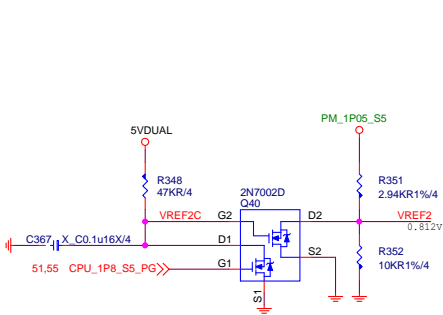 PM_1P05_S5
5VDUAL
R348
47KR/4
2N7002D
Q40
R351
2.94KR1%/4
VREF2C
G2
D2
VREF2
0.812V
C367
X_C0.1u16X/4
D1
S2
R352
10KR1%/4
51,55
CPU_1P8_S5_PG
G1
S1